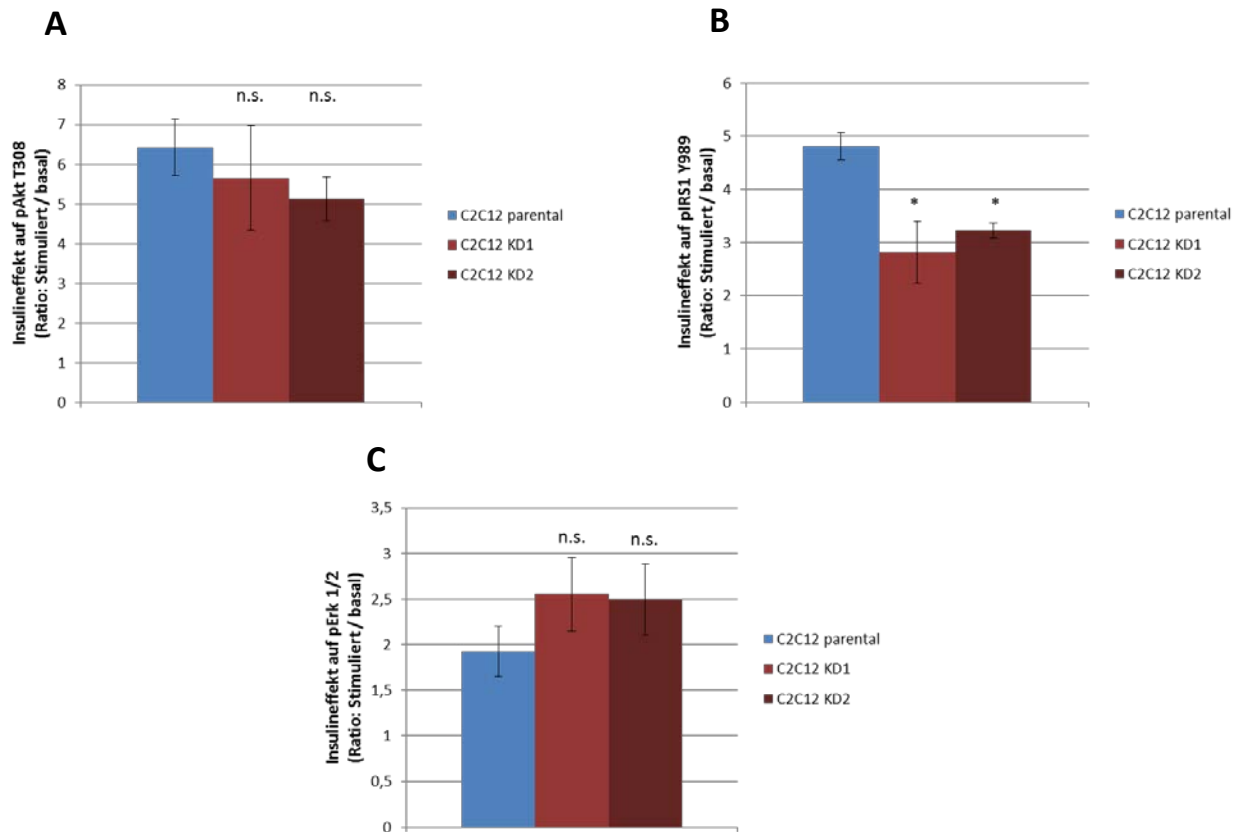 A
Insulineffekt auf pAkt T308
(Ratio: Stimuliert / basal)
8
7
6
5
4
3
2
1
0
n.s. n.s.
C2C12 parental
C2C12 KD1
C2C12 KD2
B
Insulineffekt auf pIRS1 Y989
(Ratio: Stimuliert / basal)
6
5
4
3
2
1
0
* *
C2C12 parental
C2C12 KD1
C2C12 KD2
C
Insulineffekt auf pErk 1/2
(Ratio: Stimuliert / basal)
3,5
3
2,5
2
1,5
1
0,5
0
n.s. n.s.
C2C12 parental
C2C12 KD1
C2C12 KD2